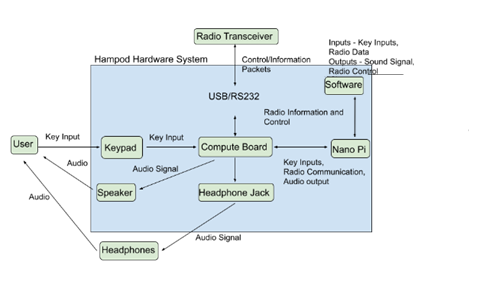 Radio Transceiver
Inputs - Key Inputs,
Radio Data
Outputs - Sound Signal,
Radio Control
Hampod Hardware System
Control/Information
Packets
Software
USB/RS232
Radio Information and
Control
User
Key Input
Keypad
Key Input
Compute Board
Nano Pi
Audio
Audio Signal
Key Inputs,
Radio Communication,
Audio output
Speaker
Headphone Jack
Audio
Audio Signal
Headphones